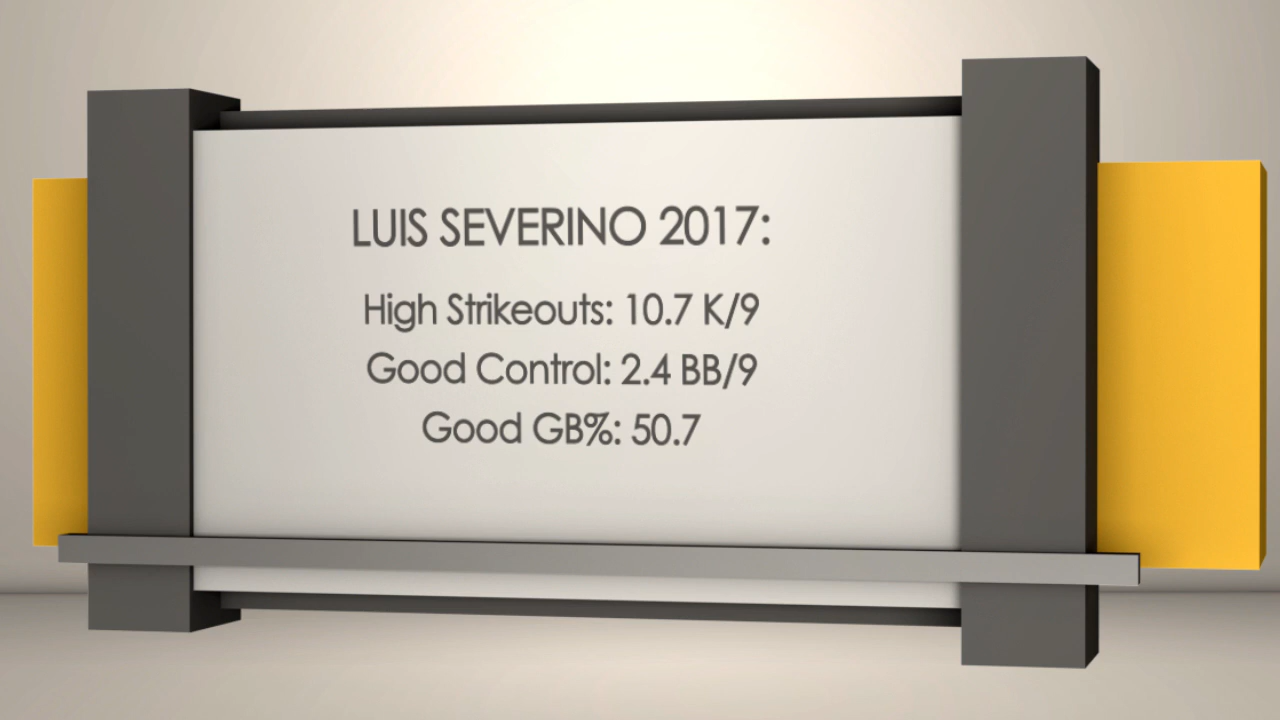 LUIS SEVERINO 2017:
High Strikeouts: 10.7 K/9
Good Control: 2.4 BB/9
Good GB%: 50.7